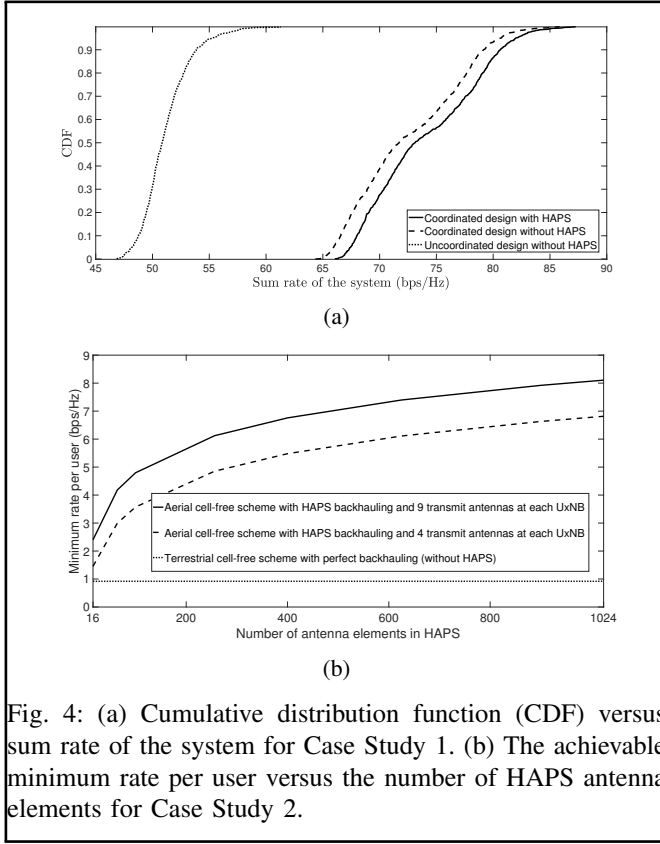 CDF
0.9
0.8
0.7
0.6
0.5
0.4
0.3
0.2
0.1
0
Coordinated design with HAPS
Coordinated design without HAPS
Uncoordinated design without HAPS
45 50 55 60 65 70 75 80 85 90
Sum rate of the system (bps/Hz)
(a)
Minimum rate per user (bps/Hz)
9
8
7
6
5
4
3
2
1
0
Aerial cell-free scheme with HAPS backhauling and 9 transmit antennas at each UxNB
Aerial cell-free scheme with HAPS backhauling and 4 transmit antennas at each UxNB
Terrestrial cell-free scheme with perfect backhauling (without HAPS)
16 200 400 600 800 1024
Number of antenna elements in HAPS
(b)
Fig. 4: (a) Cumulative distribution function (CDF) versus
sum rate of the system for Case Study 1. (b) The achievable
minimum rate per user versus the number of HAPS antenna
elements for Case Study 2.